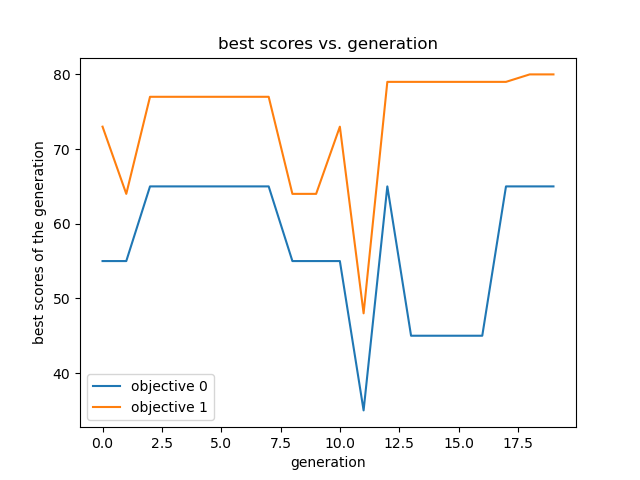 best scores vs. generation
best scores of the generation
80
70
60
50
40
objective 0
objective 1
0.0 2.5 5.0 7.5 10.0 12.5 15.0 17.5
generation